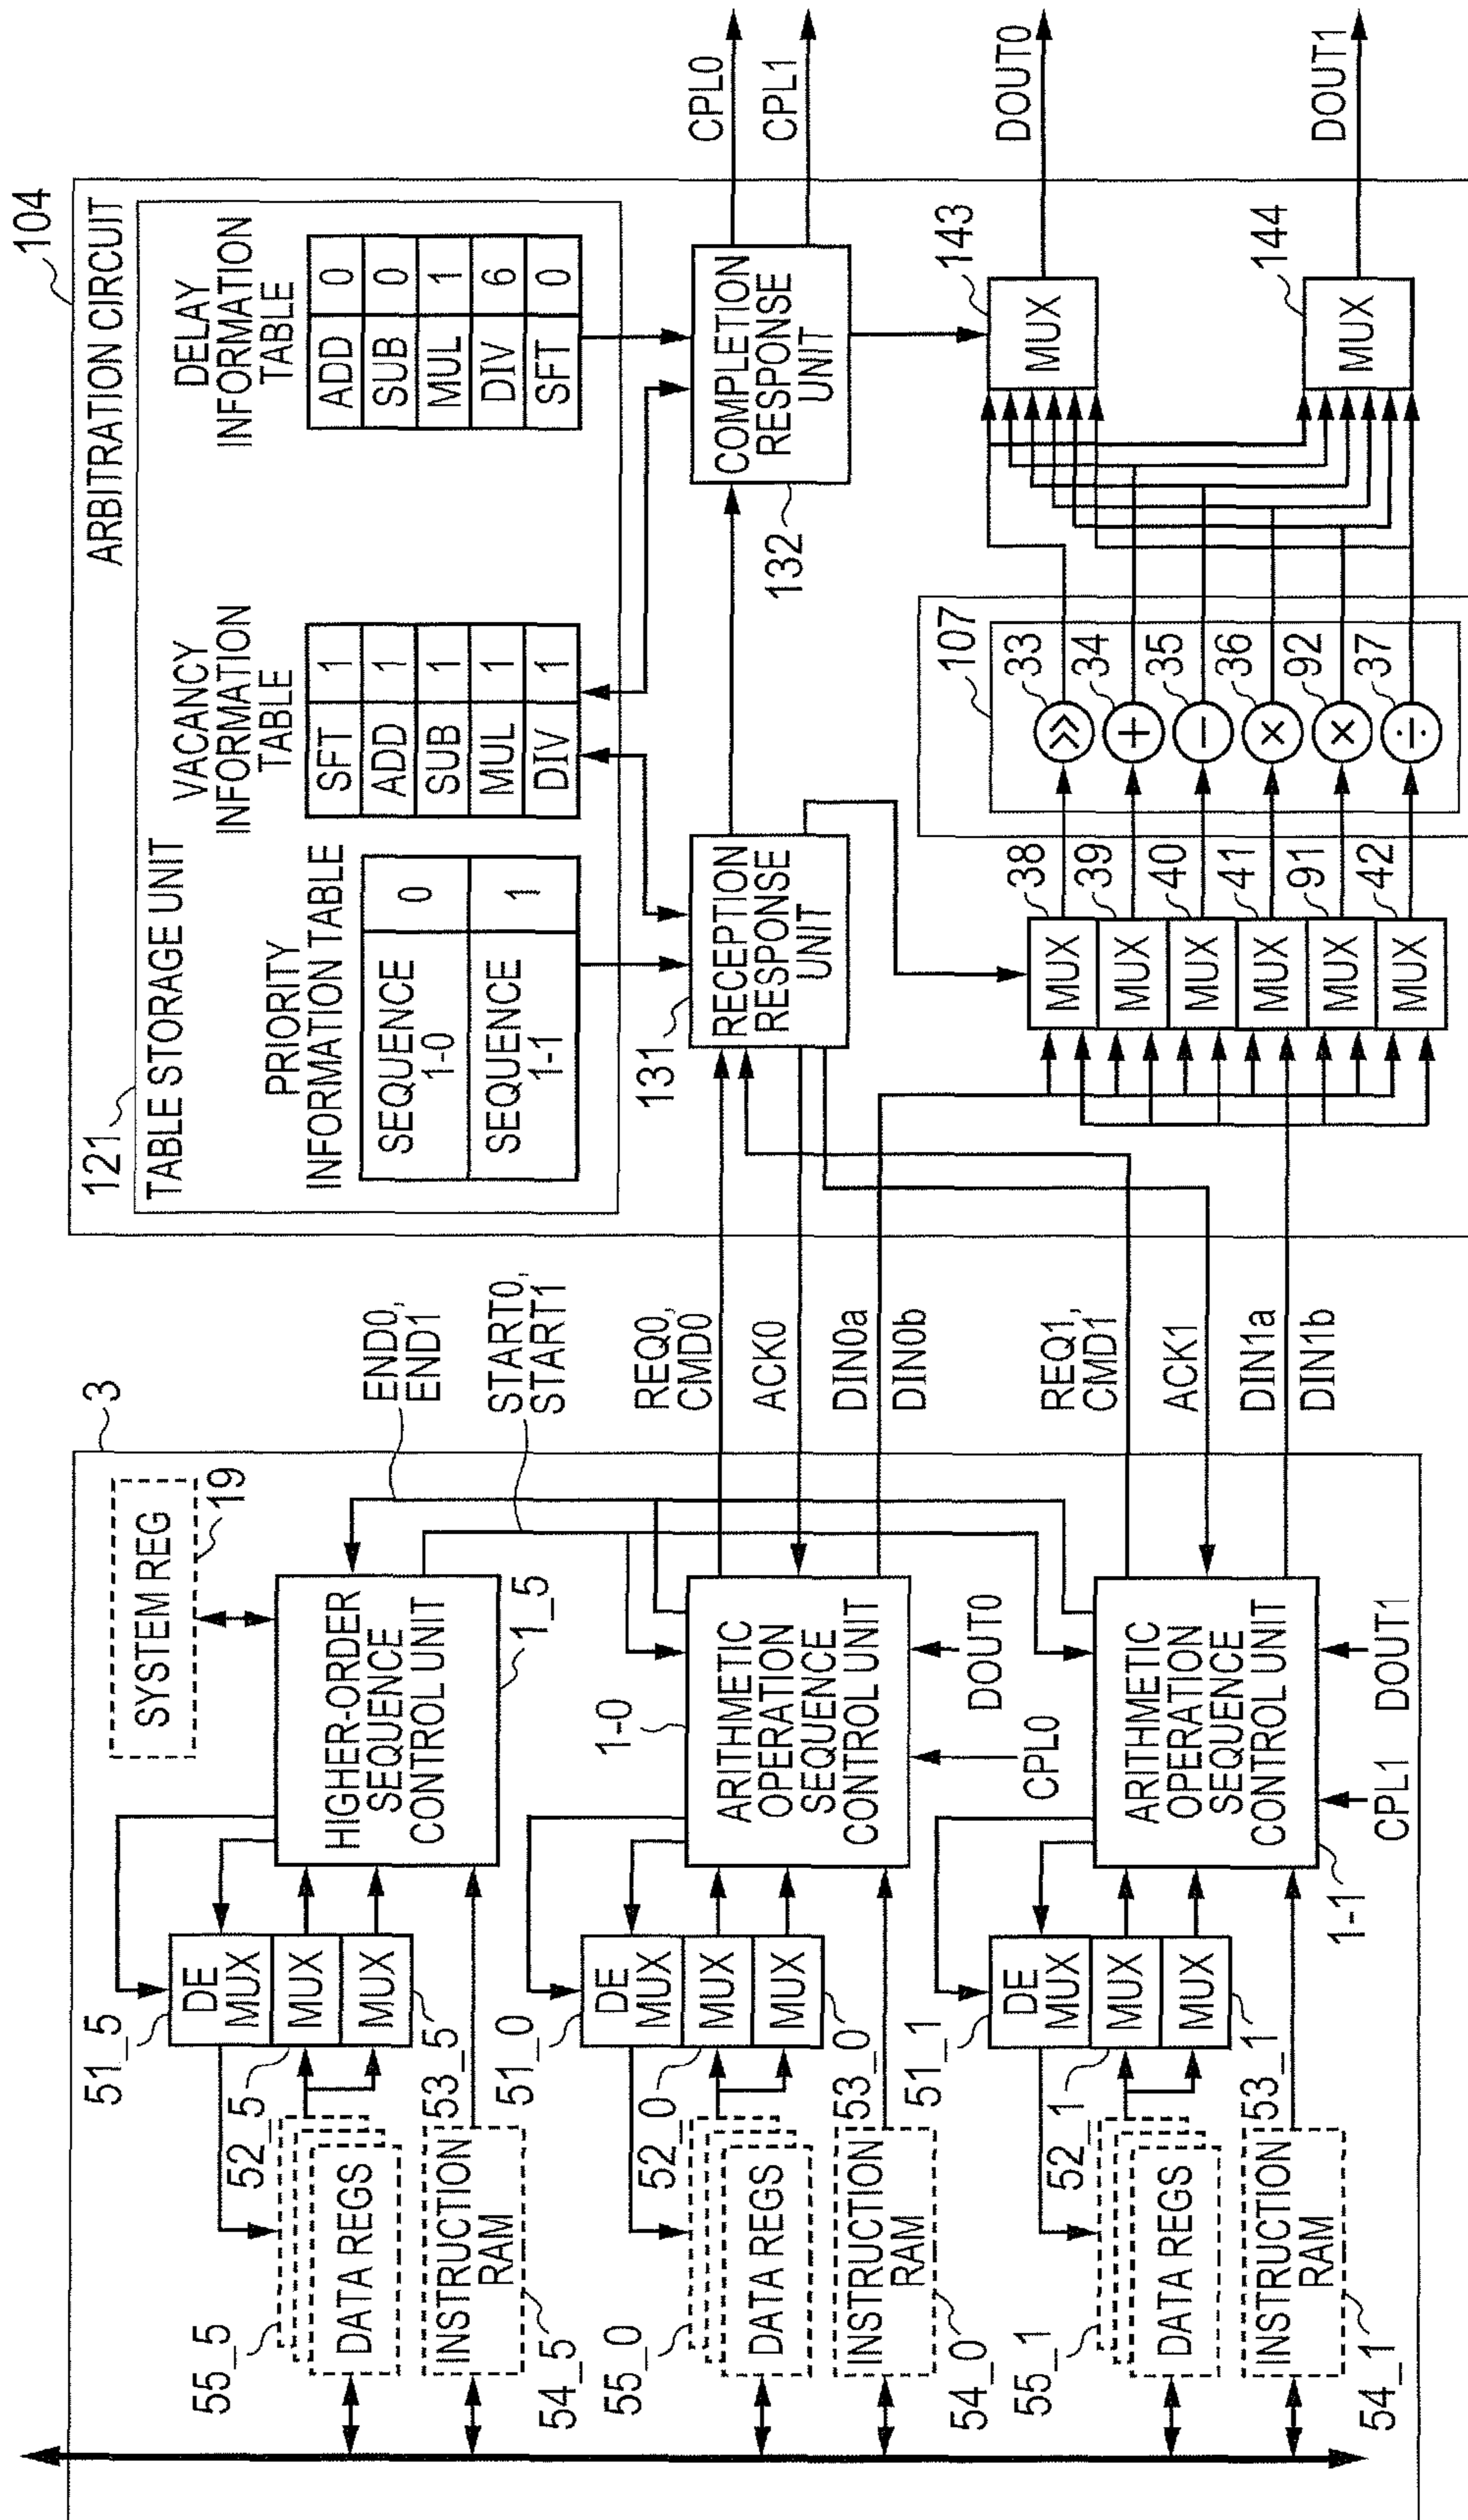 104
ARBITRATION CIRCUIT
121
TABLE STORAGE UNIT
PRIORITY
INFORMATION TABLE
SEQUENCE
1-0
0
SEQUENCE
1-1
1
VACANCY
INFORMATION
TABLE
SFT 1
ADD 1
SUB 1
MUL 1
DIV 1
DELAY
INFORMATION
TABLE
ADD 0
SUB 0
MUL 1
DIV 6
SFT 0
131
RECEPTION
RESPONSE
UNIT
132
COMPLETION
RESPONSE
UNIT
CPL0
CPL1
143
MUX
DOUT0
144
MUX
DOUT1
107
>> 33
+ 34
− 35
× 36
× 92
÷ 37
MUX 38
MUX 39
MUX 40
MUX 41
MUX 91
MUX 42
3
SYSTEM REG
19
END0,
END1
START0,
START1
HIGHER-ORDER
SEQUENCE
CONTROL UNIT
1_5
51_5
DE
MUX
MUX
MUX
52_5
53_5
55_5
DATA REGS
INSTRUCTION
RAM
54_5
REQ0,
CMD0
ACK0
DIN0a
DIN0b
1-0
ARITHMETIC
OPERATION
SEQUENCE
CONTROL UNIT
DOUT0
CPL0
51_0
DE
MUX
MUX
MUX
52_0
53_0
55_0
DATA REGS
INSTRUCTION
RAM
54_0
REQ1,
CMD1
ACK1
DIN1a
DIN1b
ARITHMETIC
OPERATION
SEQUENCE
CONTROL UNIT
1-1
DOUT1
CPL1
51_1
DE
MUX
MUX
MUX
52_1
53_1
55_1
DATA REGS
INSTRUCTION
RAM
54_1